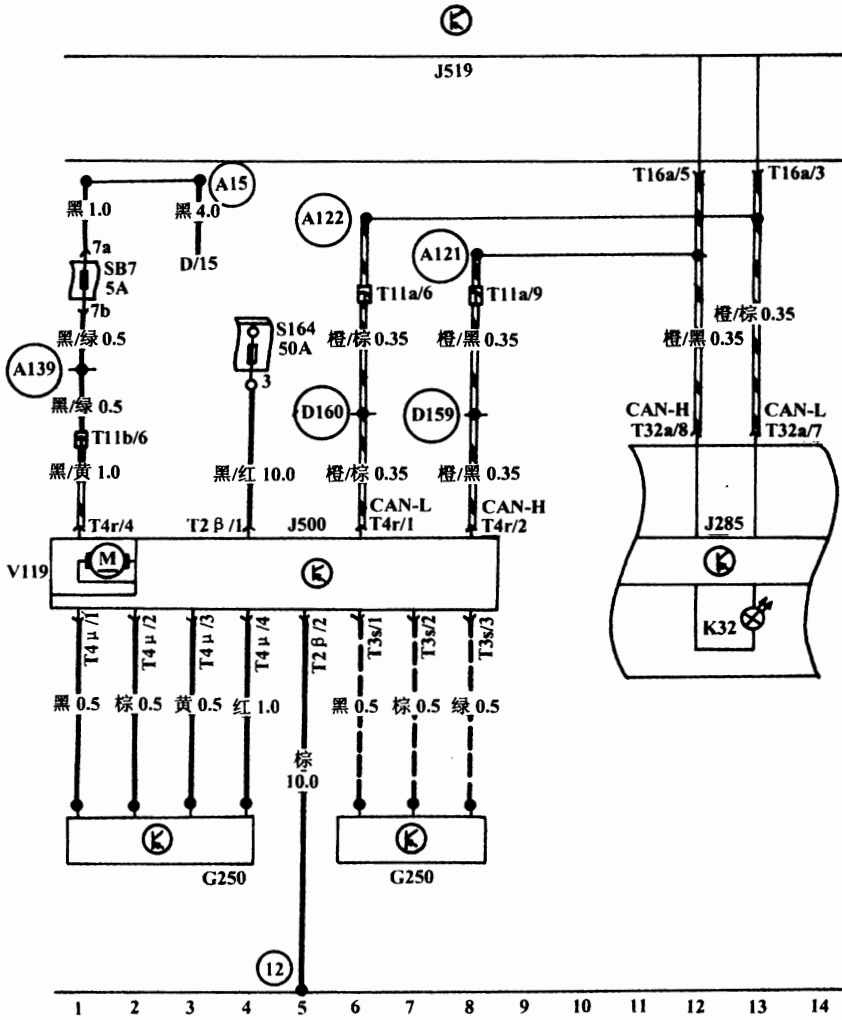 J519
T16a/5
T16a/3
A15
黑 1.0
黑 4.0
A122
A121
7a
D/15
SB7
5A
T11a/6
T11a/9
7b
S164
50A
黑/绿 0.5
橙/棕 0.35
橙/黑 0.35
橙/棕 0.35
橙/黑 0.35
A139
3
黑/绿 0.5
D160
D159
CAN-H
T32a/8
CAN-L
T32a/7
T11b/6
黑/黄 1.0
黑/红 10.0
橙/棕 0.35
橙/黑 0.35
CAN-L
T4r/1
CAN-H
T4r/2
T4r/4
T2β/1
J500
J285
V119
M
K32
T4μ/1
T4μ/2
T4μ/3
T4μ/4
T2β/2
T3s/1
T3s/2
T3s/3
黑 0.5
棕 0.5
黄 0.5
红 1.0
黑 0.5
棕 0.5
绿 0.5
棕
10.0
G250
G250
12
1 2 3 4 5 6 7 8 9 10 11 12 13 14